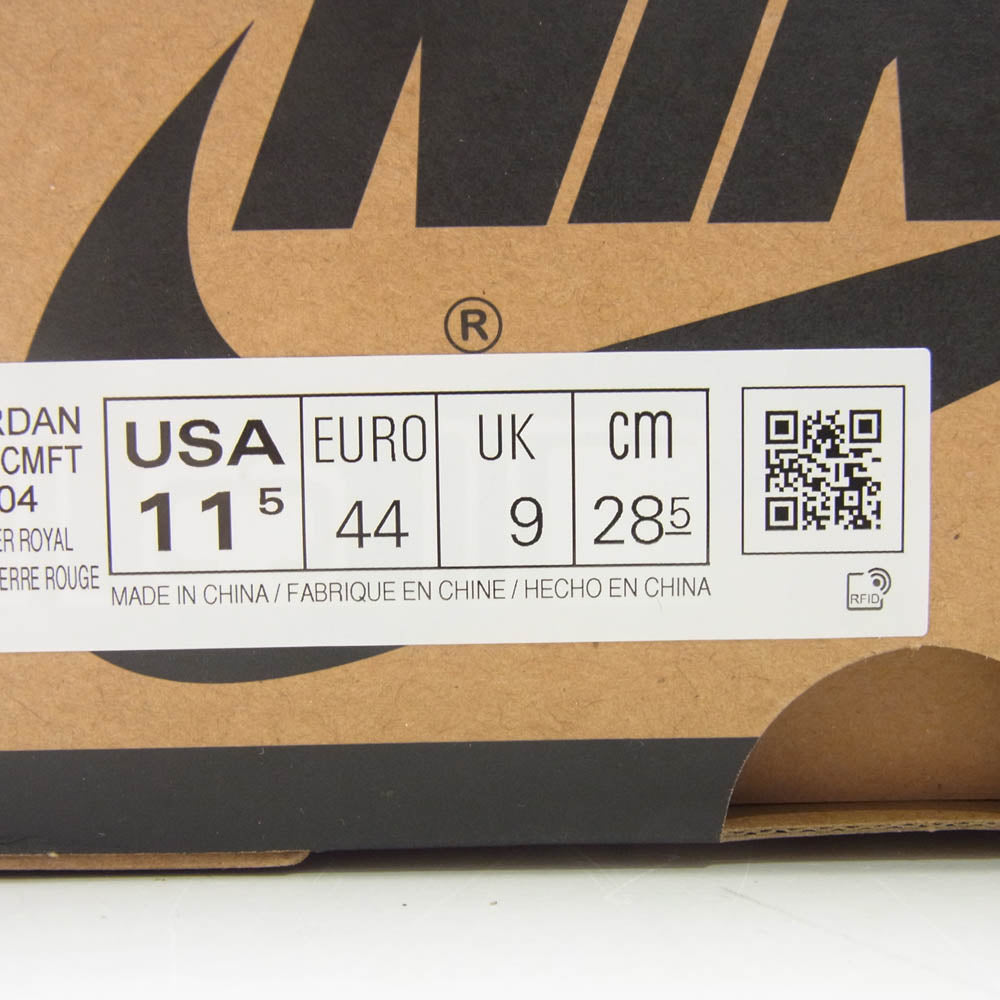 ®
RDAN
CMFT
04
ER ROYAL
ERRE ROUGE
USA EURO UK cm
11 5 44 9 28 5
MADE IN CHINA / FABRIQUE EN CHINE / HECHO EN CHINA
RFID